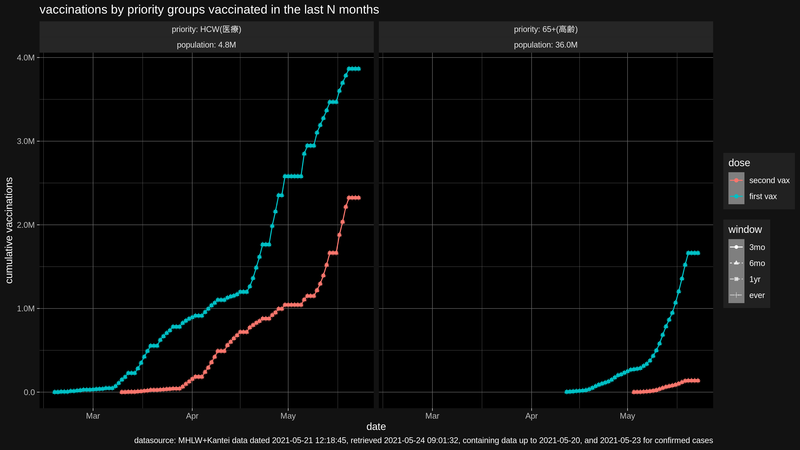 vaccinations by priority groups vaccinated in the last N months
priority: HCW(医療)
population: 4.8M
priority: 65+(高齢)
population: 36.0M
4.0M
3.0M
2.0M
1.0M
0.0
cumulative vaccinations
Mar
Apr
May
Mar
Apr
May
date
dose
second vax
first vax
window
3mo
6mo
1yr
ever
datasource: MHLW+Kantei data dated 2021-05-21 12:18:45, retrieved 2021-05-24 09:01:32, containing data up to 2021-05-20, and 2021-05-23 for confirmed cases